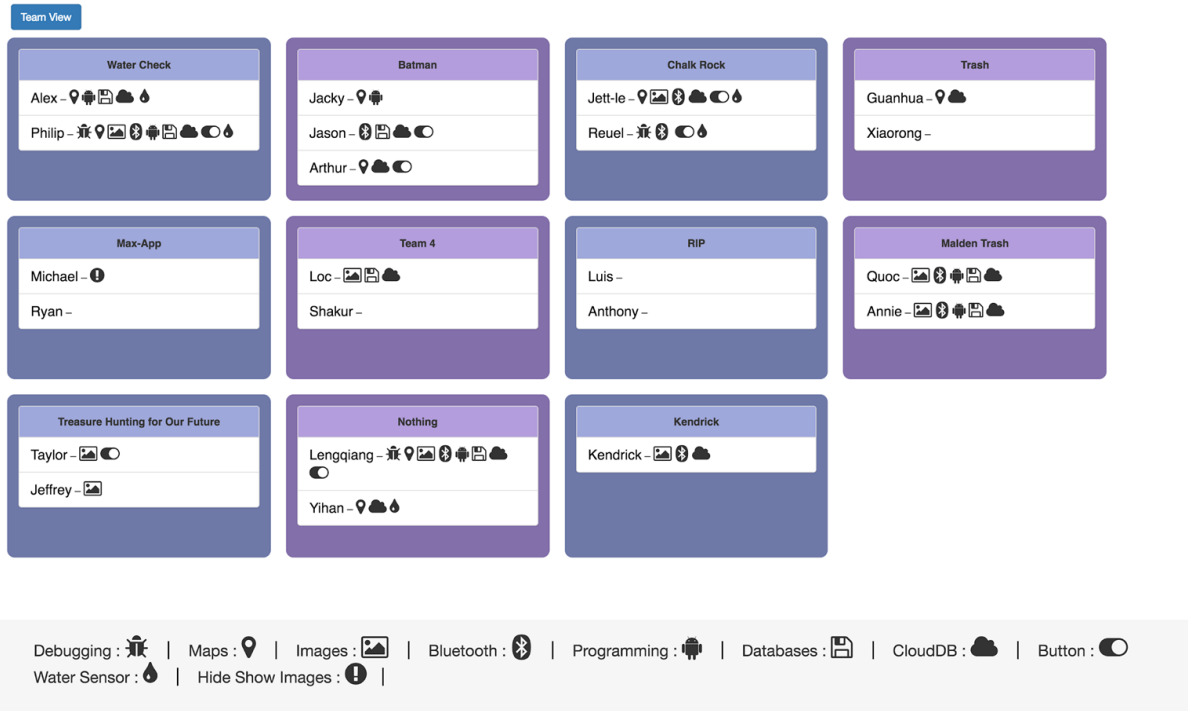 Team View
Water Check
Alex –
Philip –
Batman
Jacky –
Jason –
Arthur –
Chalk Rock
Jett-le –
Reuel –
Trash
Guanhua –
Xiaorong –
Max-App
Michael –
Ryan –
Team 4
Loc –
Shakur –
RIP
Luis –
Anthony –
Malden Trash
Quoc –
Annie –
Treasure Hunting for Our Future
Taylor –
Jeffrey –
Nothing
Lengqiang –
Yihan –
Kendrick
Kendrick –
Debugging : | Maps : | Images : | Bluetooth : | Programming : | Databases : | CloudDB : | Button :
Water Sensor : | Hide Show Images : |